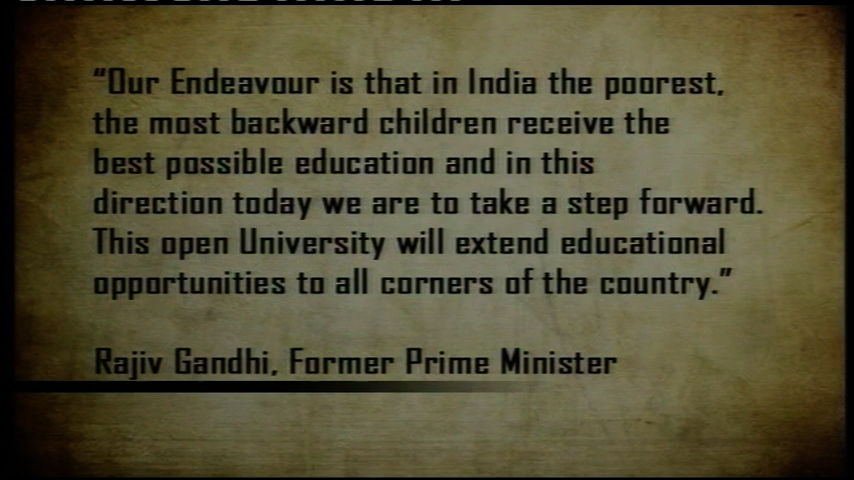 “Our Endeavour is that in India the poorest,
the most backward children receive the
best possible education and in this
direction today we are to take a step forward.
This open University will extend educational
opportunities to all corners of the country.”
Rajiv Gandhi, Former Prime Minister